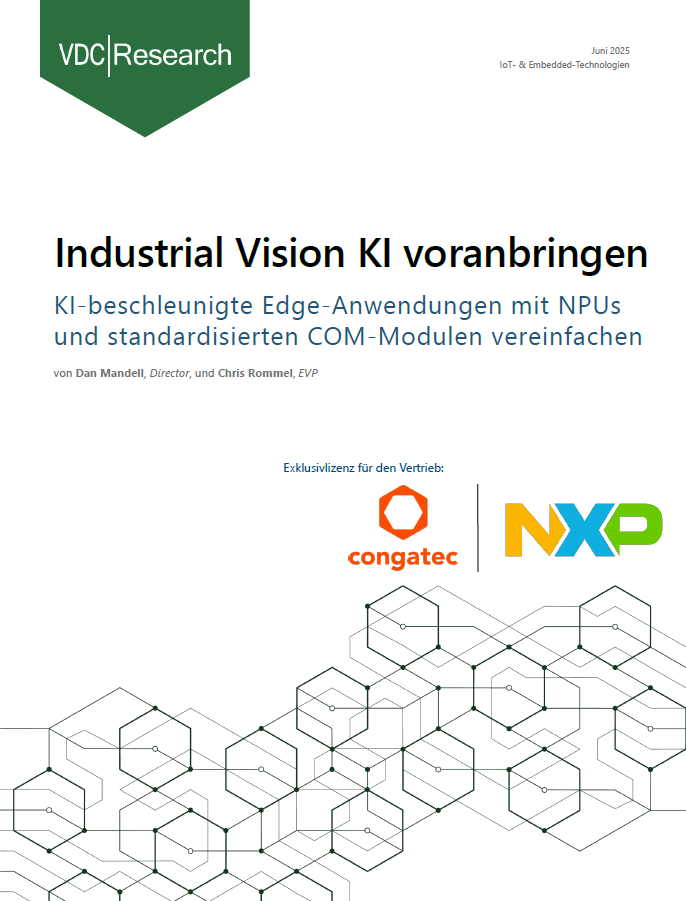 VDC Research
Juni 2025
IoT- & Embedded-Technologien
Industrial Vision KI voranbringen
KI-beschleunigte Edge-Anwendungen mit NPUs
und standardisierten COM-Modulen vereinfachen
von Dan Mandell, Director, und Chris Rommel, EVP
Exklusivlizenz für den Vertrieb:
congatec
NXP